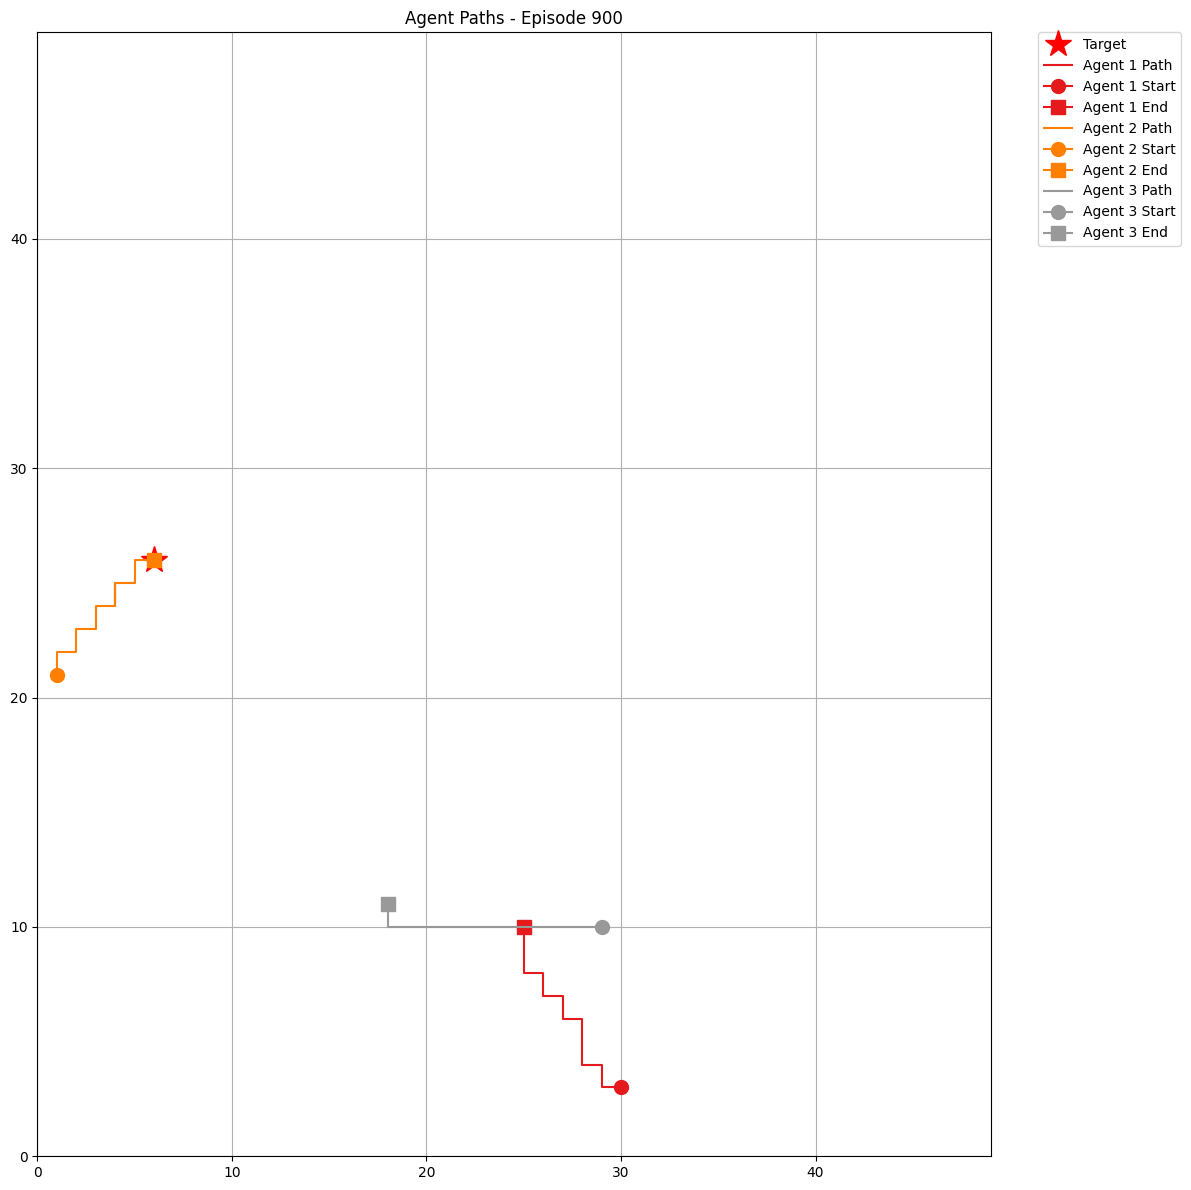 Agent Paths - Episode 900
Target
Agent 1 Path
Agent 1 Start
Agent 1 End
Agent 2 Path
Agent 2 Start
Agent 2 End
Agent 3 Path
Agent 3 Start
Agent 3 End
40
30
20
10
0
0 10 20 30 40